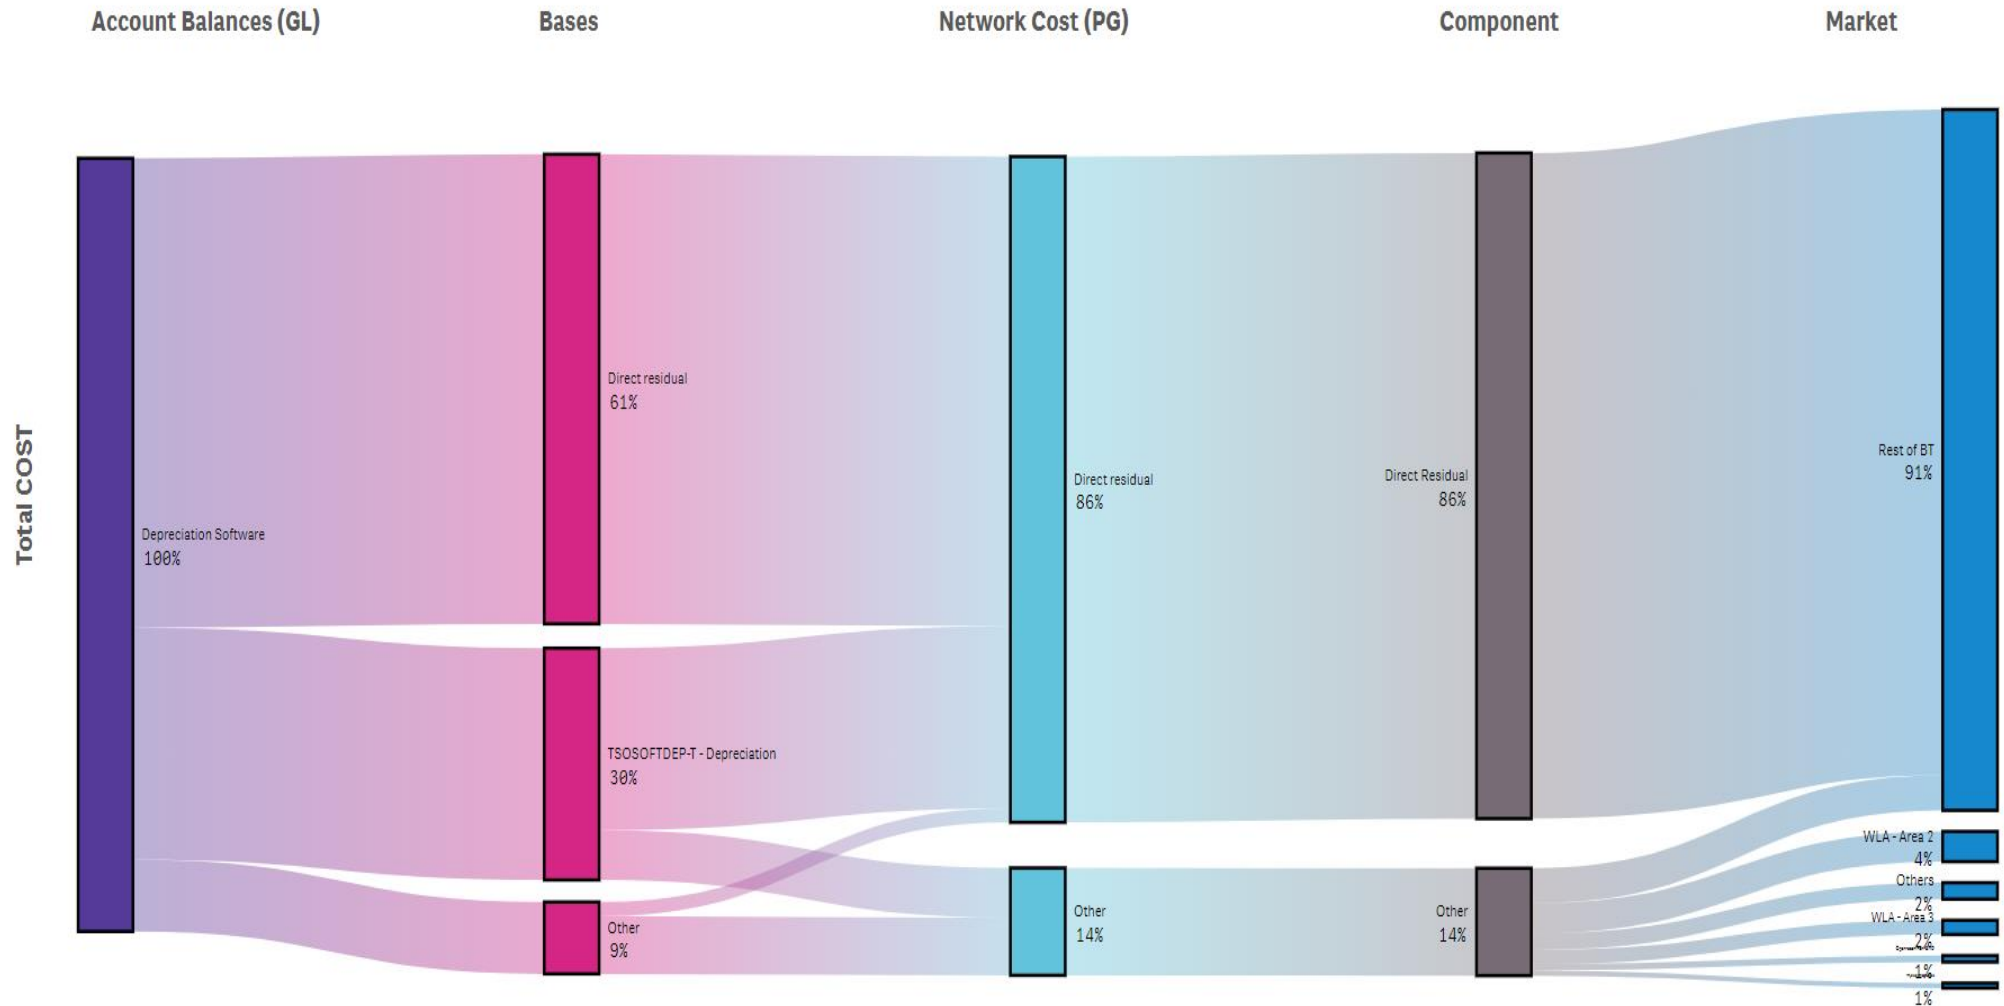 Account Balances (GL)
Bases
Network Cost (PG)
Component
Market
Total COST
Depreciation Software
100%
Direct residual
61%
TSOSOFTDEP-T - Depreciation
30%
Other
9%
Direct residual
86%
Other
14%
Direct Residual
86%
Other
14%
Rest of BT
91%
WLA - Area 2
4%
Others
2%
WLA - Area 3
2%
1%
1%